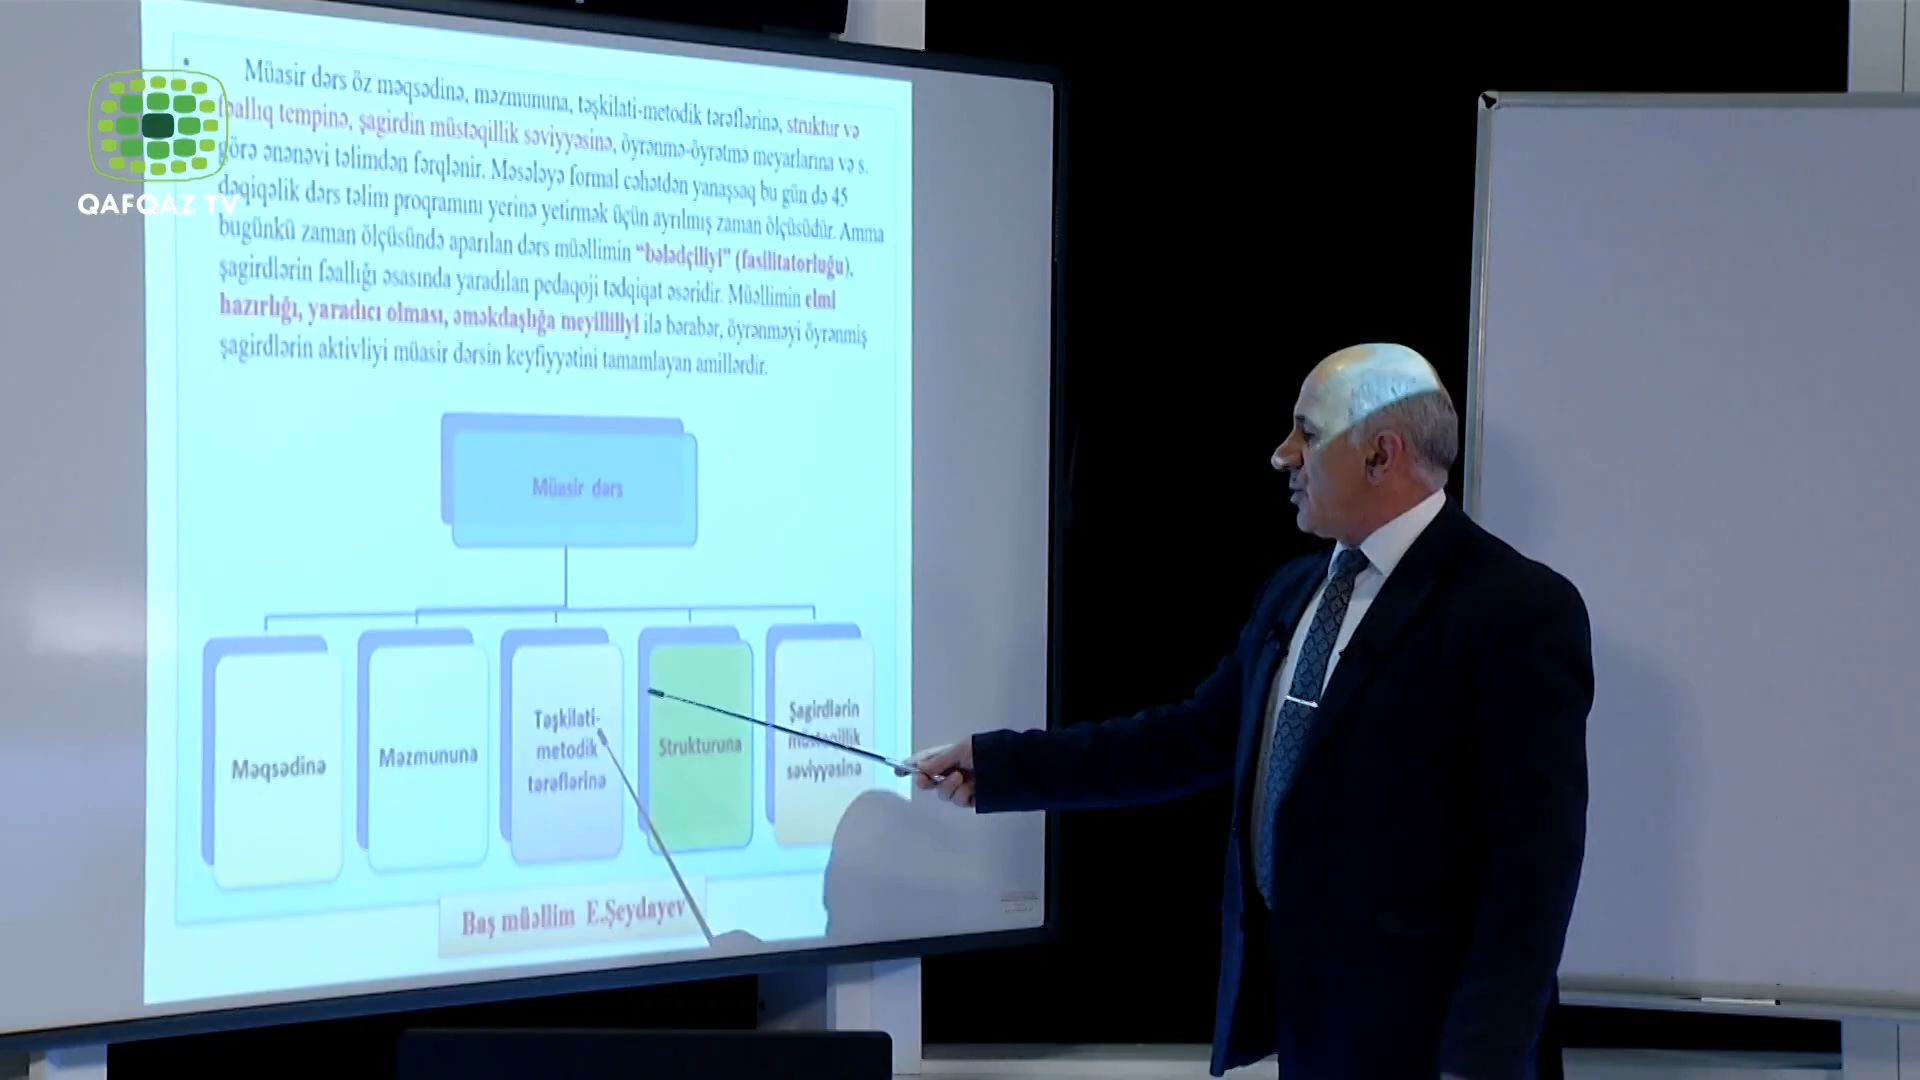 Müasir dərs öz məqsədinə, məzmununa, təşkilati-metodik tərəflərinə, struktur və
fəallıq tempinə, şagirdin müstəqillik səviyyəsinə, öyrənmə-öyrətmə meyarlarına və s.
görə ənənəvi təlimdən fərqlənir. Məsələyə formal cəhətdən yanaşsaq bu gün də 45
dəqiqəlik dərs təlim proqramını yerinə yetirmək üçün ayrılmış zaman ölçüsüdür. Amma
bugünkü zaman ölçüsündə aparılan dərs müəllimin “bələdçiliyi” (fasilitatorluğu),
şagirdlərin fəallığı əsasında yaradılan pedaqoji tədqiqat əsəridir. Müəllimin elmi
hazırlığı, yaradıcı olması, əməkdaşlığa meyilliliyi ilə bərabər, öyrənməyi öyrənmiş
şagirdlərin aktivliyi müasir dərsin keyfiyyətini tamamlayan amillərdir.
QAFQAZ TV
Müasir dərs
Məqsədinə
Məzmununa
Təşkilati-
metodik
tərəflərinə
Strukturuna
Şagirdlərin
müstəqillik
səviyyəsinə
Baş müəllim E.Şeydayev